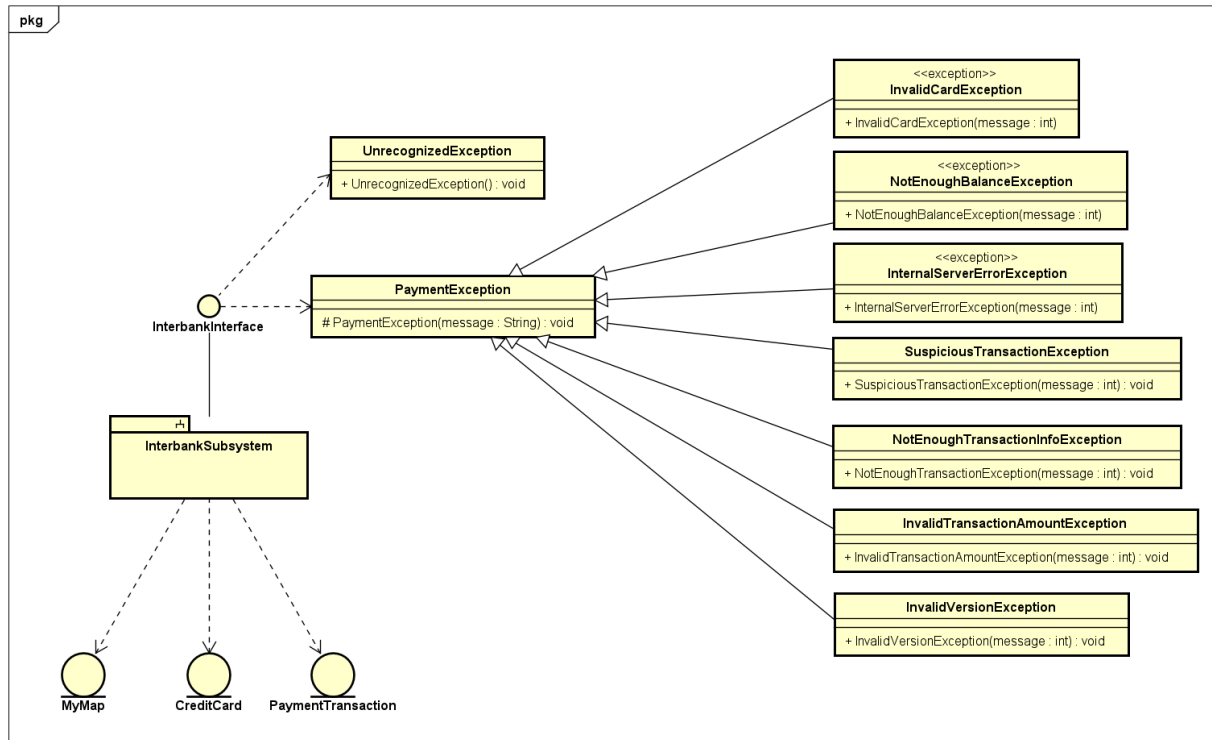 pkg
<<exception>>
InvalidCardException
+ InvalidCardException(message : int)
UnrecognizedException
+ UnrecognizedException() : void
<<exception>>
NotEnoughBalanceException
+ NotEnoughBalanceException(message : int)
<<exception>>
InternalServerErrorException
+ InternalServerErrorException(message : int)
PaymentException
# PaymentException(message : String) : void
InterbankInterface
SuspiciousTransactionException
+ SuspiciousTransactionException(message : int) : void
InterbankSubsystem
NotEnoughTransactionInfoException
+ NotEnoughTransactionException(message : int) : void
InvalidTransactionAmountException
+ InvalidTransactionAmountException(message : int) : void
InvalidVersionException
+ InvalidVersionException(message : int) : void
MyMap
CreditCard
PaymentTransaction